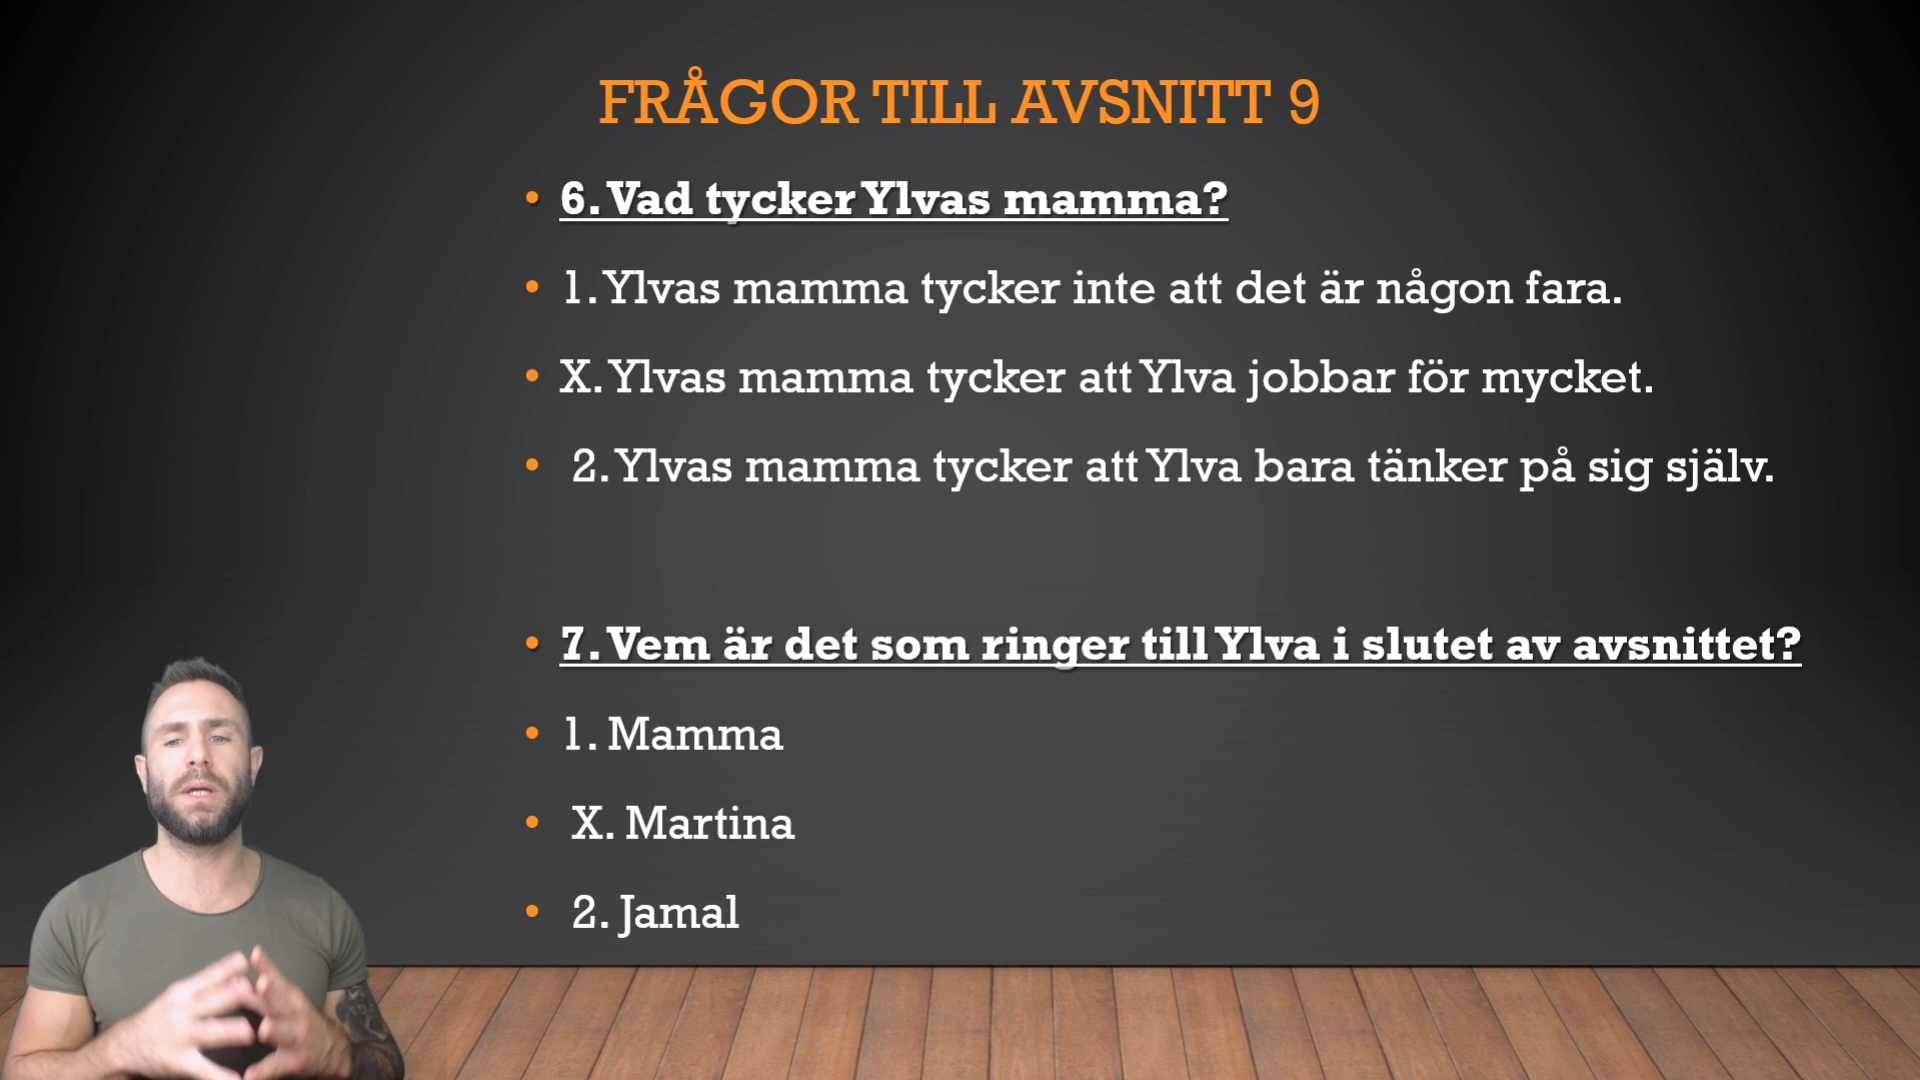 FRÅGOR TILL AVSNITT 9
• 6. Vad tycker Ylvas mamma?
• 1. Ylvas mamma tycker inte att det är någon fara.
• X. Ylvas mamma tycker att Ylva jobbar för mycket.
• 2. Ylvas mamma tycker att Ylva bara tänker på sig själv.
• 7. Vem är det som ringer till Ylva i slutet av avsnittet?
• 1. Mamma
• X. Martina
• 2. Jamal